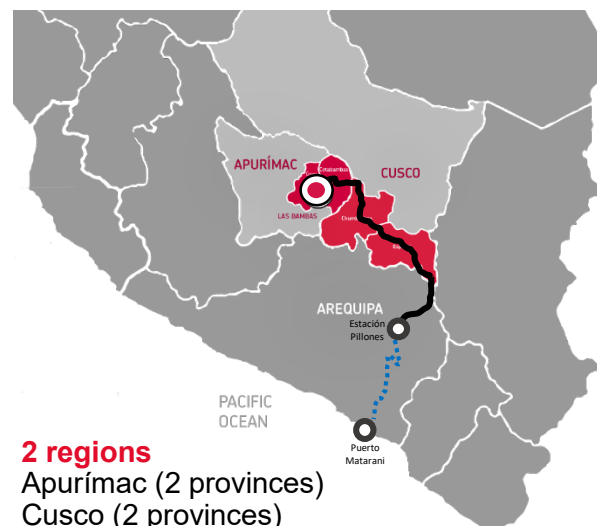 APURÍMAC
Cotabambas
CUSCO
LAS BAMBAS
AREQUIPA
Estación
Pillones
PACIFIC
OCEAN
Puerto
Matarani
2 regions
Apurímac (2 provinces)
Cusco (2 provinces)